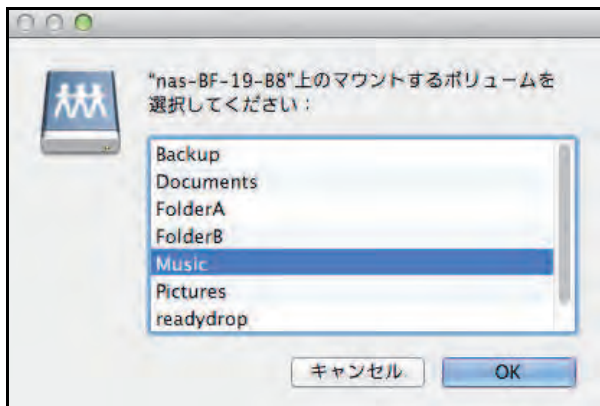 "nas-BF-19-B8"上のマウントするボリュームを
選択してください：
Backup
Documents
FolderA
FolderB
Music
Pictures
readydrop
キャンセル
OK